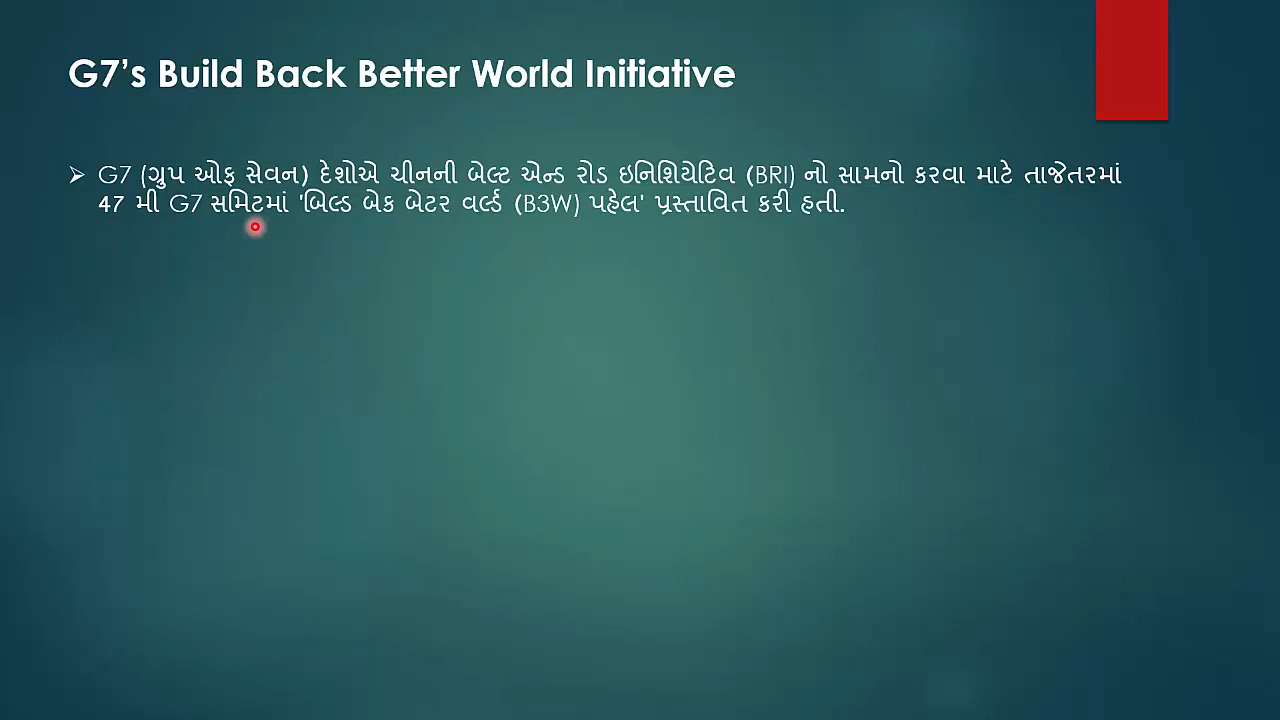 G7’s Build Back Better World Initiative
G7 (ગ્રુપ ઓફ સેવન) દેશોએ ચીનની બેલ્ટ એન્ડ રોડ ઇનિશિયેટિવ (BRI) નો સામનો કરવા માટે તાજેતરમાં
47 મી G7 સમિટમાં 'બિલ્ડ બેક બેટર વર્લ્ડ (B3W) પહેલ' પ્રસ્તાવિત કરી હતી.